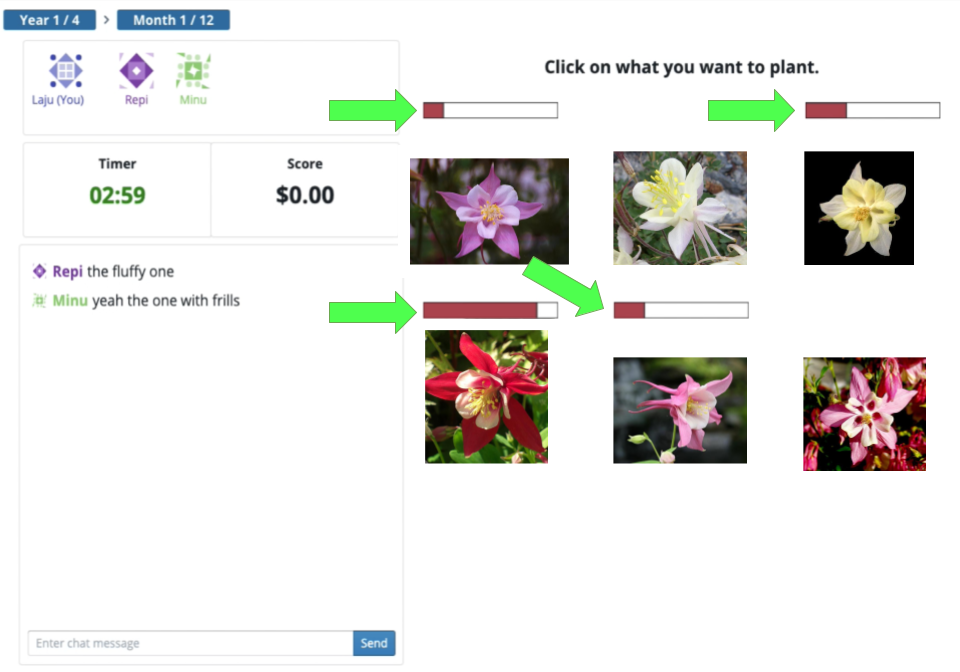 Year 1 / 4 > Month 1 / 12
Laju (You) Repi Minu
Click on what you want to plant.
Timer Score
02:59 $0.00
Repi the fluffy one
Minu yeah the one with frills
Enter chat message Send